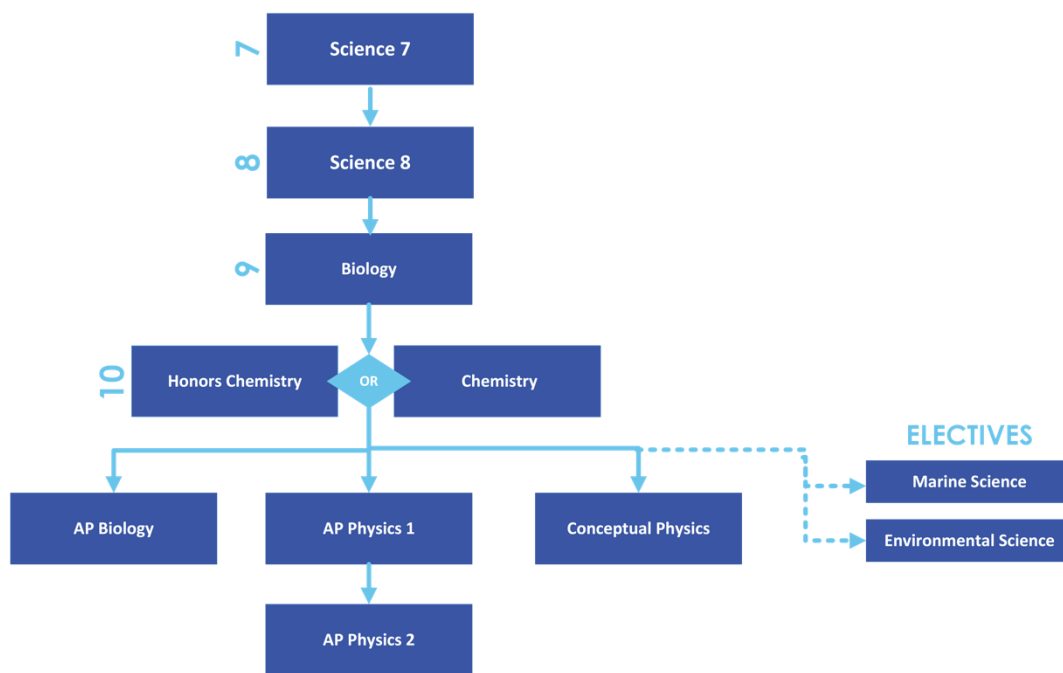 7
Science 7
8
Science 8
9
Biology
10
Honors Chemistry
OR
Chemistry
ELECTIVES
Marine Science
AP Biology
AP Physics 1
Conceptual Physics
Environmental Science
AP Physics 2